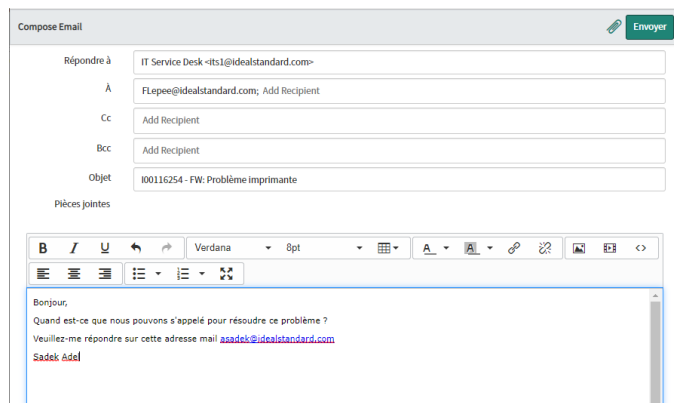 Compose Email
Envoyer
Répondre à
IT Service Desk <its1@idealstandard.com>
À
FLepee@idealstandard.com; Add Recipient
Cc
Add Recipient
Bcc
Add Recipient
Objet
I00116254 - FW: Problème imprimante
Pièces jointes
B I U Verdana 8pt A A <>
Bonjour,
Quand est-ce que nous pouvons s'appelé pour résoudre ce problème ?
Veuillez-me répondre sur cette adresse mail asadek@idealstandard.com
Sadek Adel